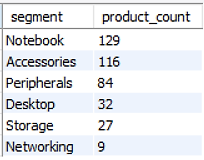 segment product_count
Notebook 129
Accessories 116
Peripherals 84
Desktop 32
Storage 27
Networking 9